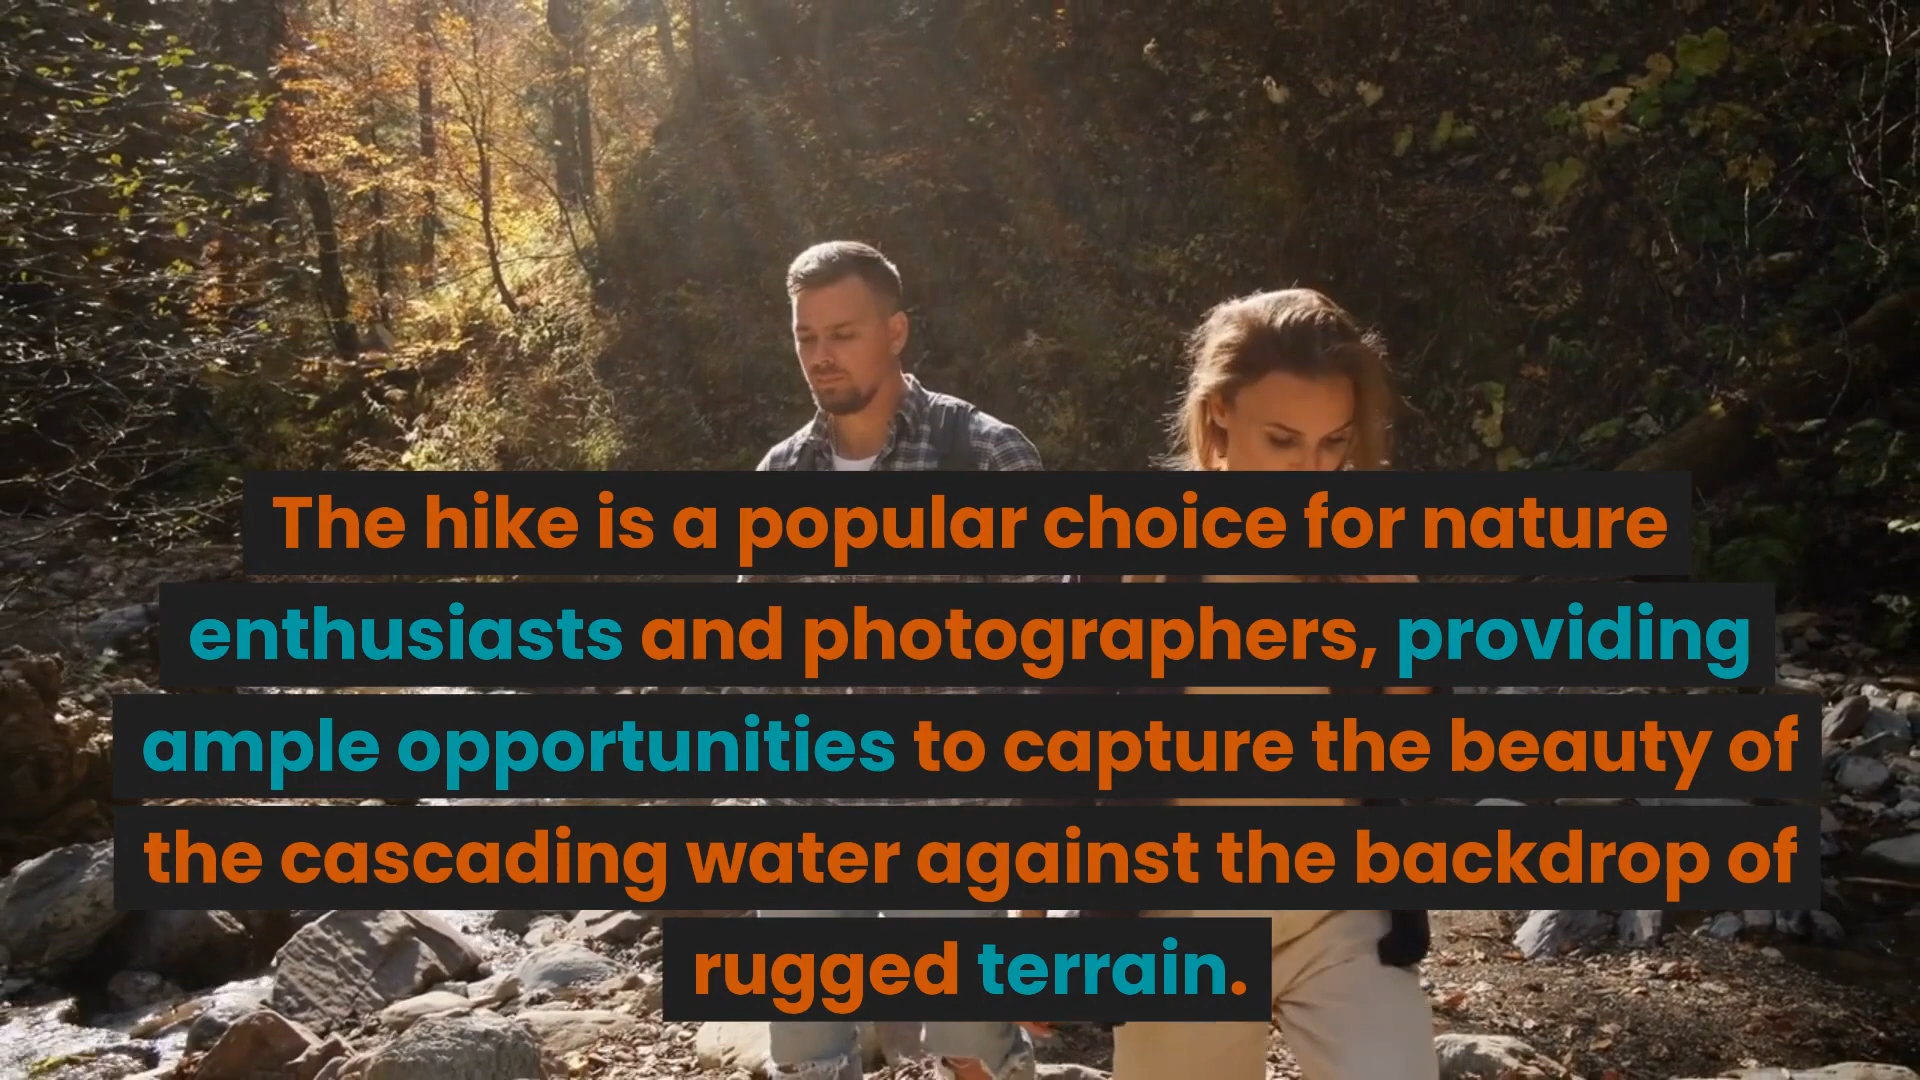 The hike is a popular choice for nature
enthusiasts and photographers, providing
ample opportunities to capture the beauty of
the cascading water against the backdrop of
rugged terrain.